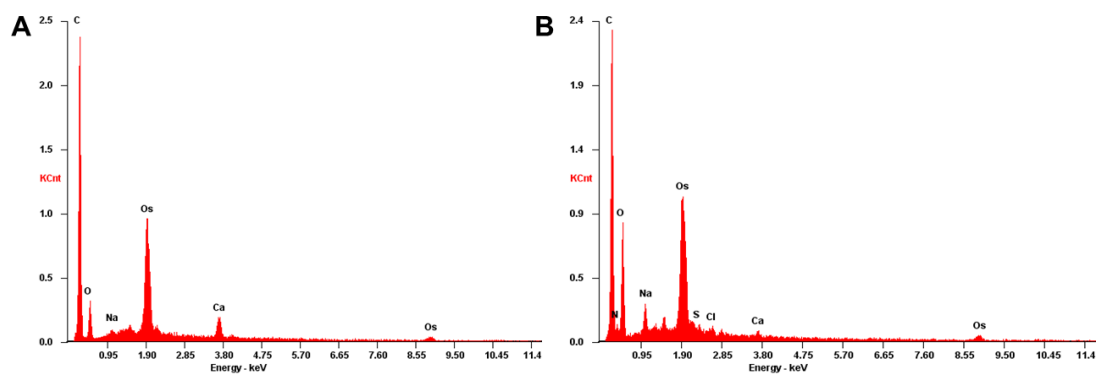 A
2.5
C
2.0
1.5
KCnt
1.0
Os
0.5
O
Na
Ca
Os
0.0
0.95 1.90 2.85 3.80 4.75 5.70 6.65 7.60 8.55 9.50 10.45 11.4
Energy - keV
B
2.4
C
1.9
1.4
KCnt
Os
0.9
O
0.5
Na
N
S
Cl
Ca
Os
0.0
0.95 1.90 2.85 3.80 4.75 5.70 6.65 7.60 8.55 9.50 10.45 11.4
Energy - keV